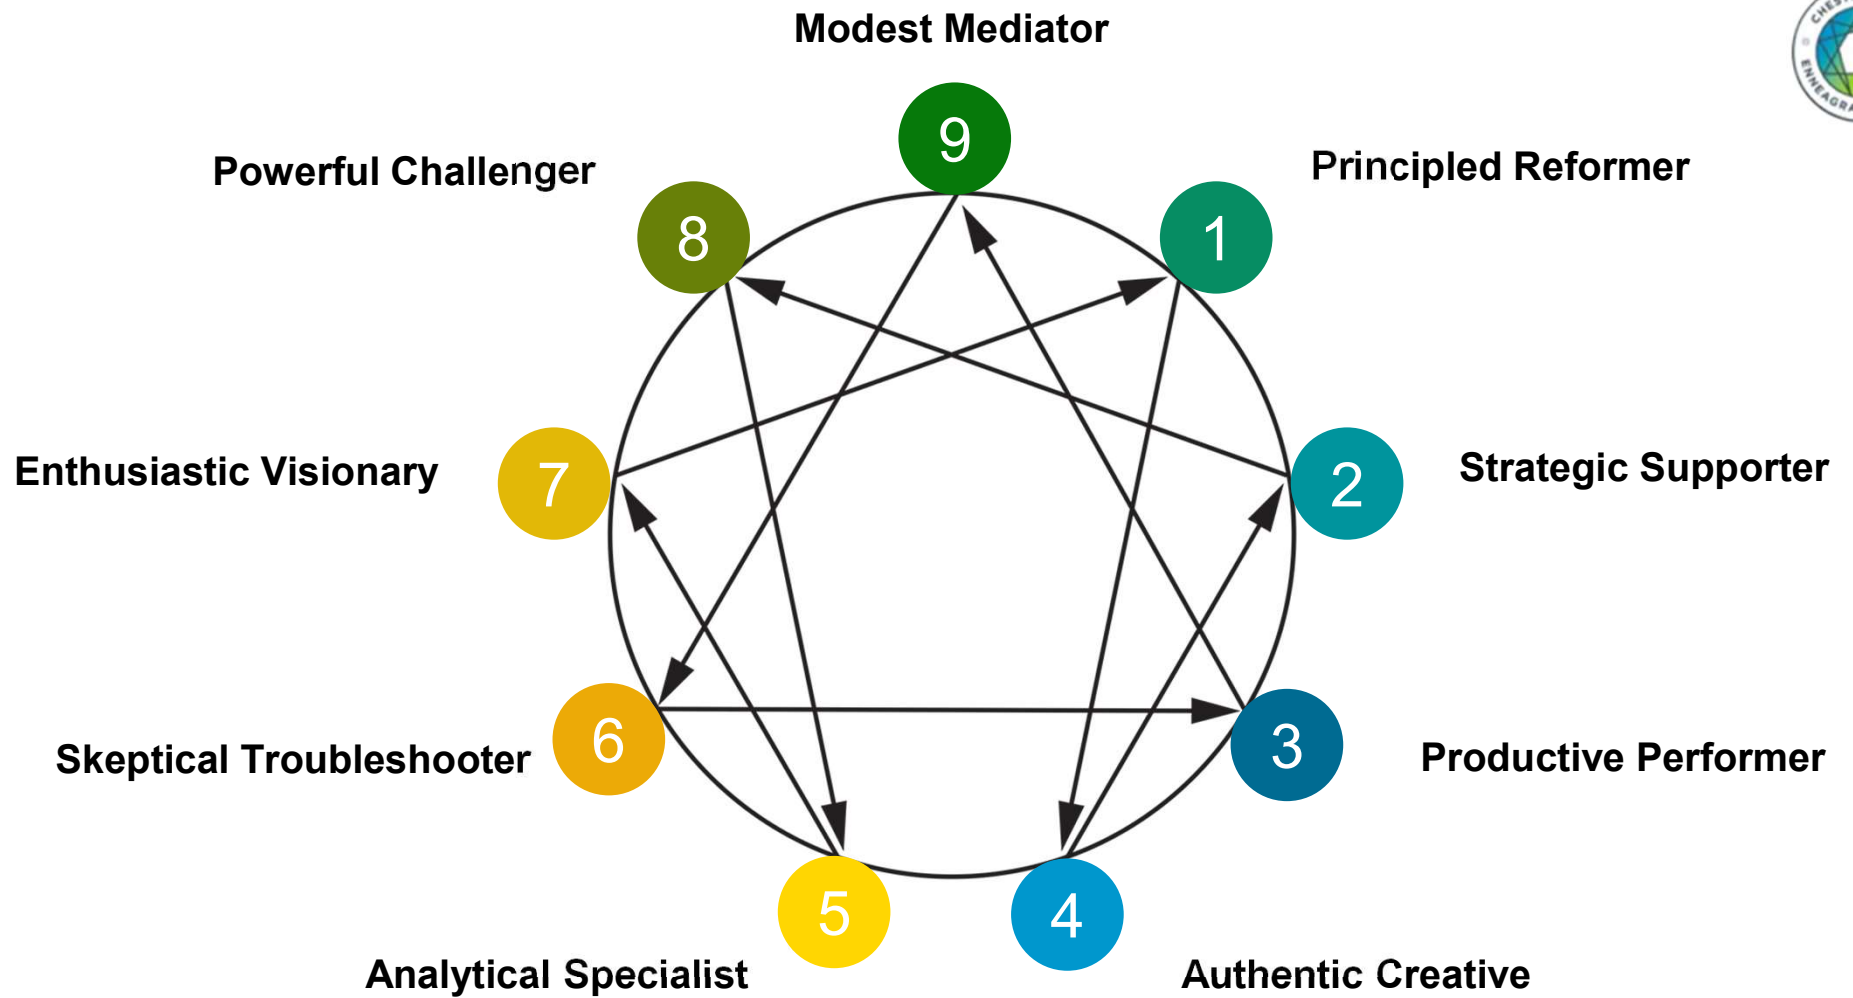 Modest Mediator
9
Powerful Challenger
8
Principled Reformer
1
Enthusiastic Visionary
7
2
Strategic Supporter
Skeptical Troubleshooter
6
3
Productive Performer
5
4
Analytical Specialist
Authentic Creative